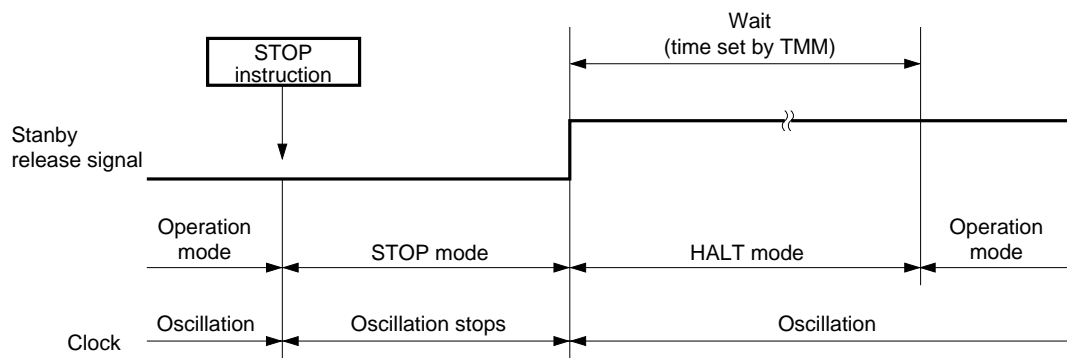 Wait
(time set by TMM)
STOP
instruction
Stanby
release signal
Operation
mode
STOP mode
HALT mode
Operation
mode
Clock
Oscillation
Oscillation stops
Oscillation